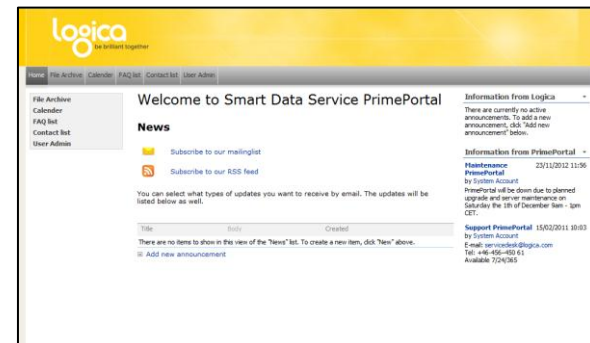 logica
be brilliant together
Home File Archive Calender FAQ list Contact list User Admin
File Archive
Calender
FAQ list
Contact list
User Admin
Welcome to Smart Data Service PrimePortal
News
Subscribe to our mailinglist
Subscribe to our RSS feed
You can select what types of updates you want to receive by email. The updates will be
listed below as well.
Title Body Created
There are no items to show in this view of the "News" list. To create a new item, click "New" above.
Add new announcement
Information from Logica
There are currently no active
announcements. To add a new
announcement, click "Add new
announcement" below.
Information from PrimePortal
Maintenance 23/11/2012 11:56
PrimePortal
by System Account
PrimePortal will be down due to planned
upgrade and server maintenance on
Saturday the 1th of December 9am - 1pm
CET.
Support PrimePortal 15/02/2011 10:03
by System Account
E-mail: servicedesk@logica.com
Tel: +46-456-450 61
Available 7/24/365